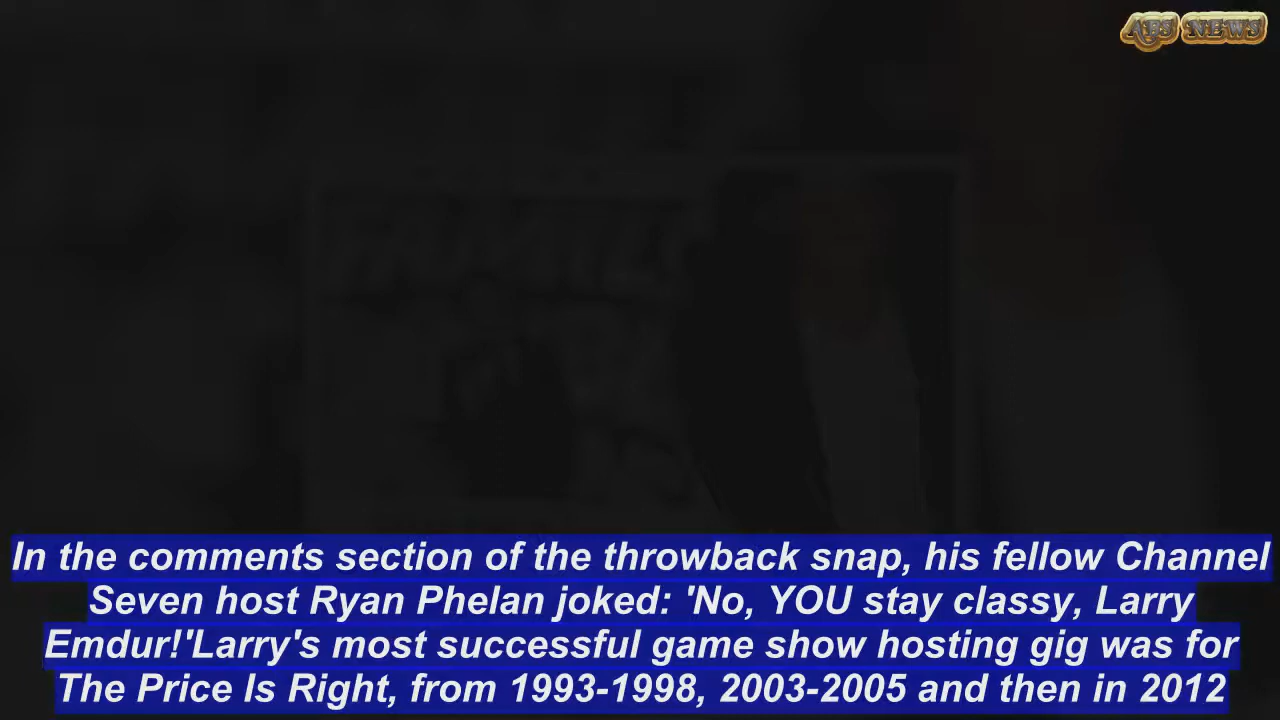 ABS NEWS
In the comments section of the throwback snap, his fellow Channel
Seven host Ryan Phelan joked: 'No, YOU stay classy, Larry
Emdur!'Larry's most successful game show hosting gig was for
The Price Is Right, from 1993-1998, 2003-2005 and then in 2012